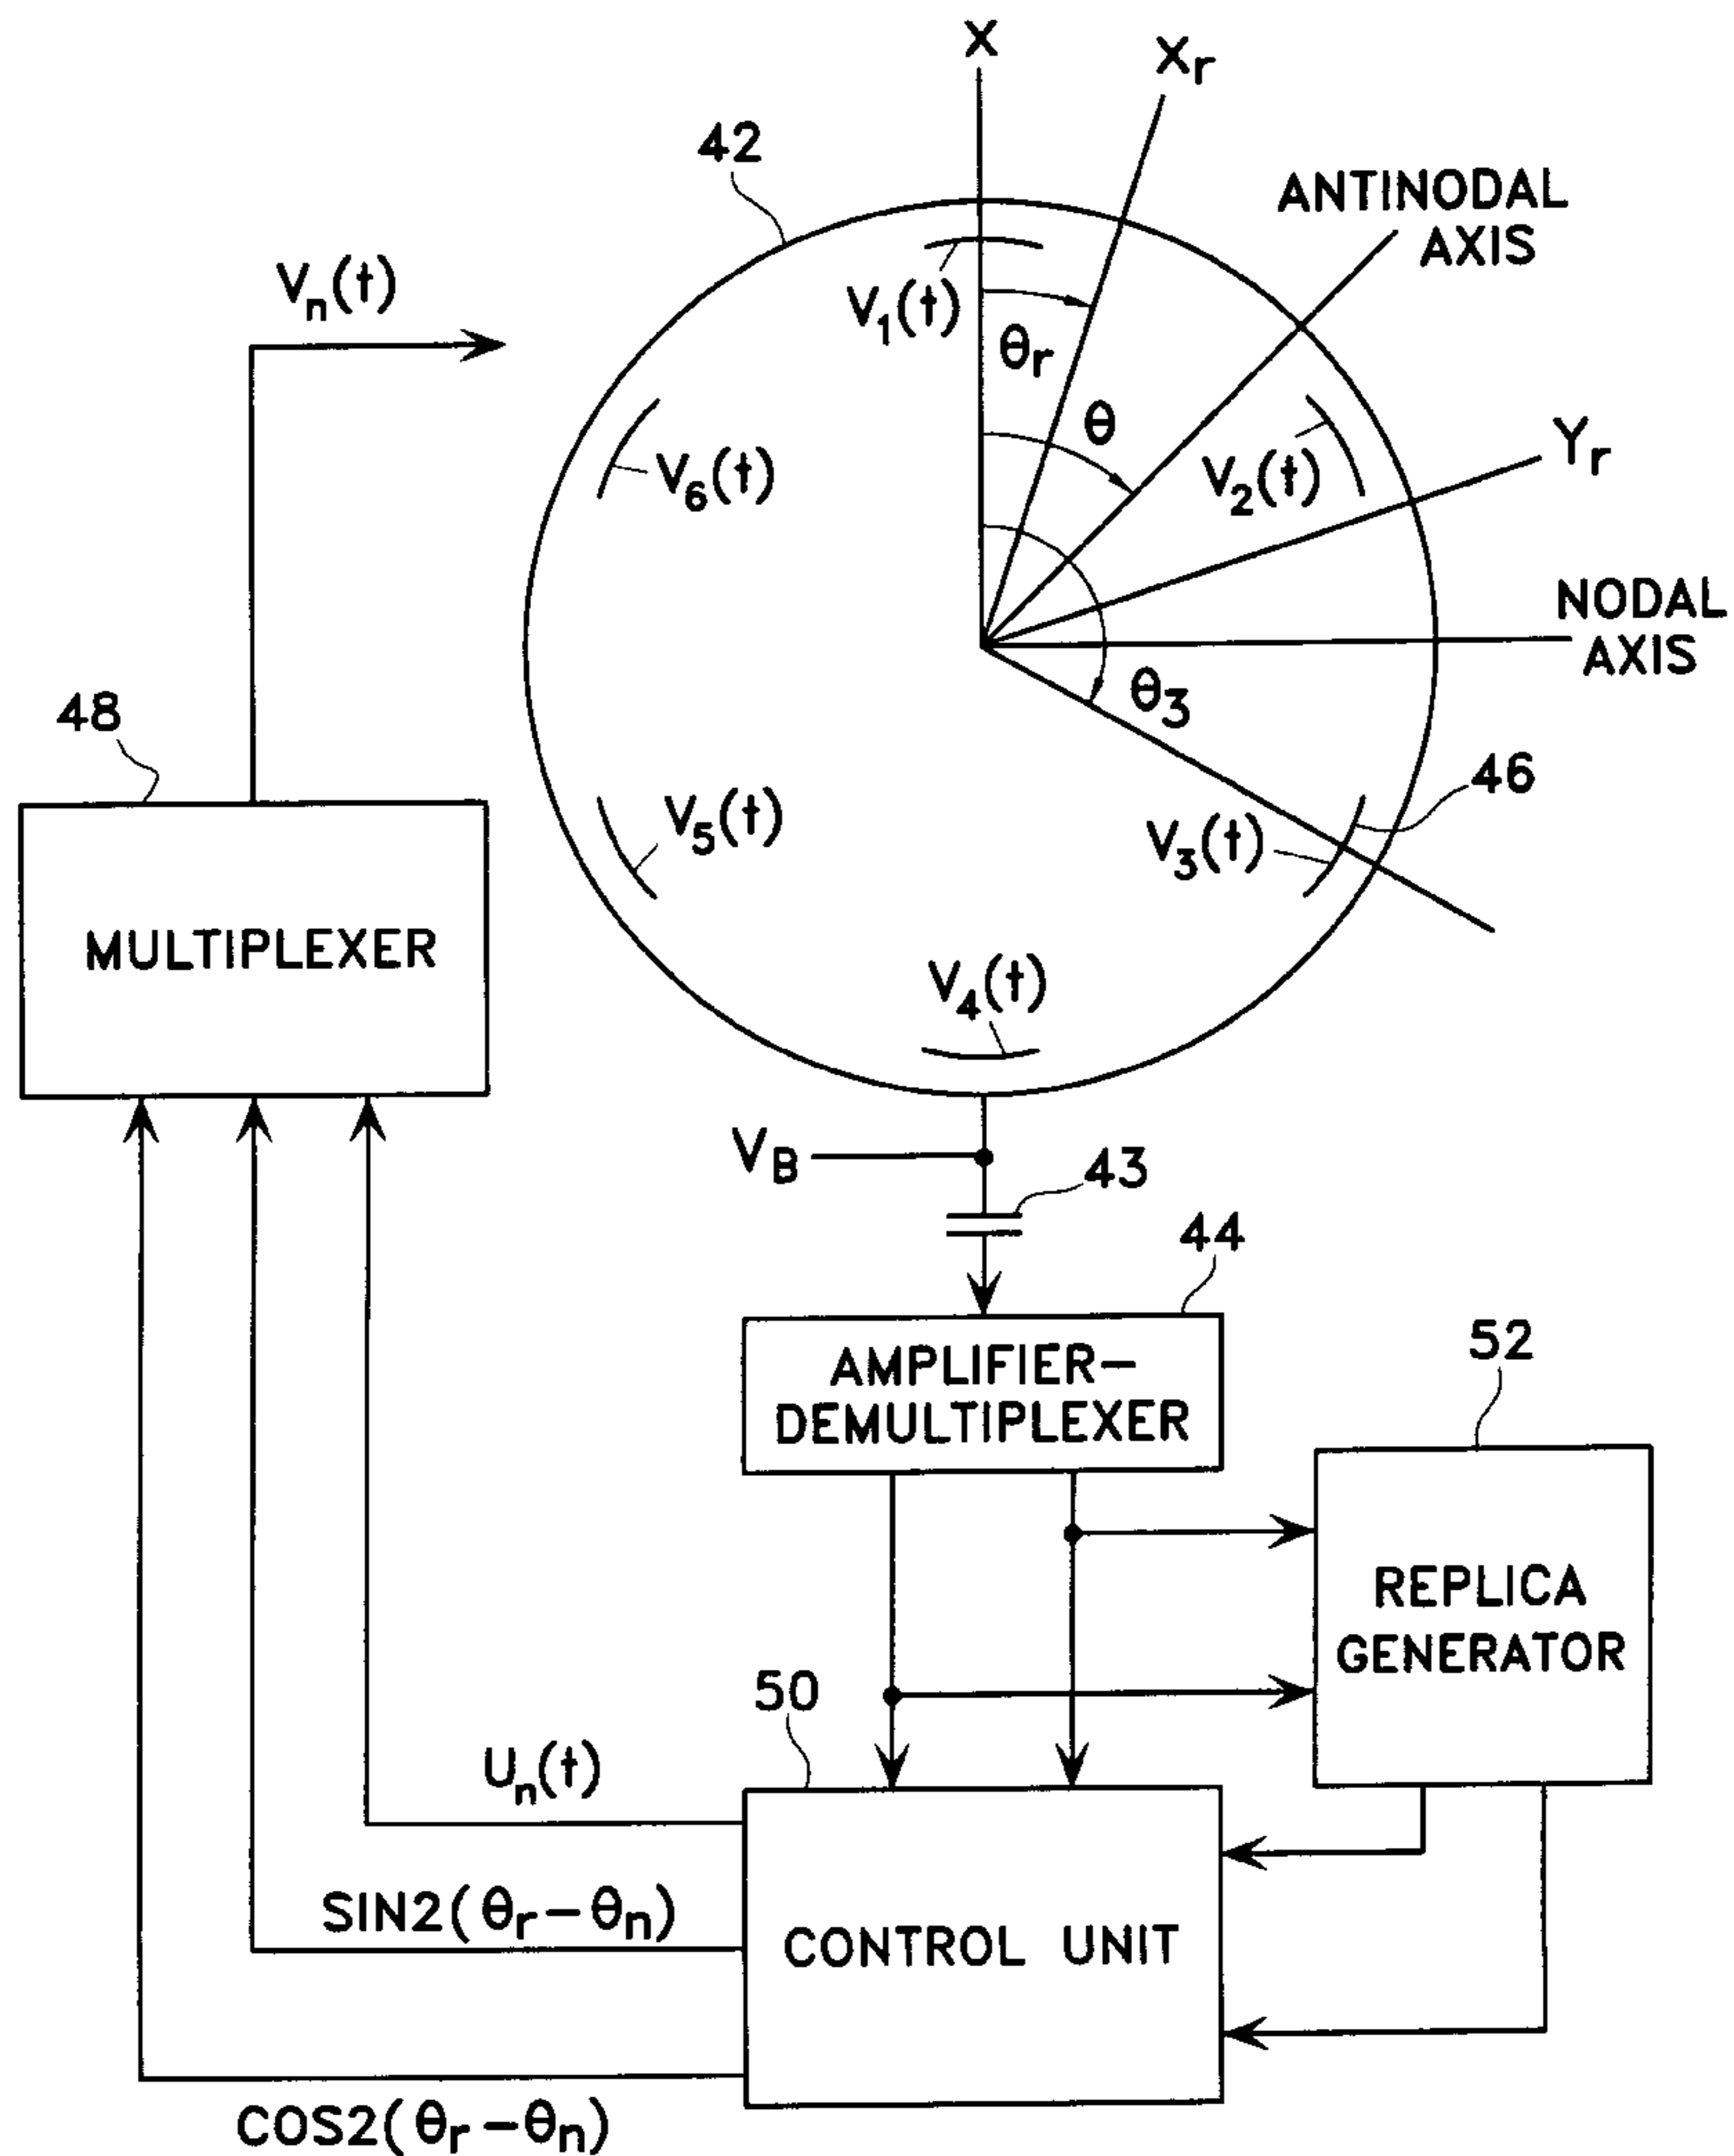 X
Xr
42
ANTINODAL
AXIS
Vn(t)
V1(t)
θr
θ
V6(t)
V2(t)
Yr
NODAL
AXIS
θ3
48
46
V5(t)
V3(t)
MULTIPLEXER
V4(t)
VB
43
44
AMPLIFIER-
DEMULTIPLEXER
52
REPLICA
GENERATOR
50
Un(t)
SIN2(θr-θn)
CONTROL UNIT
COS2(θr-θn)